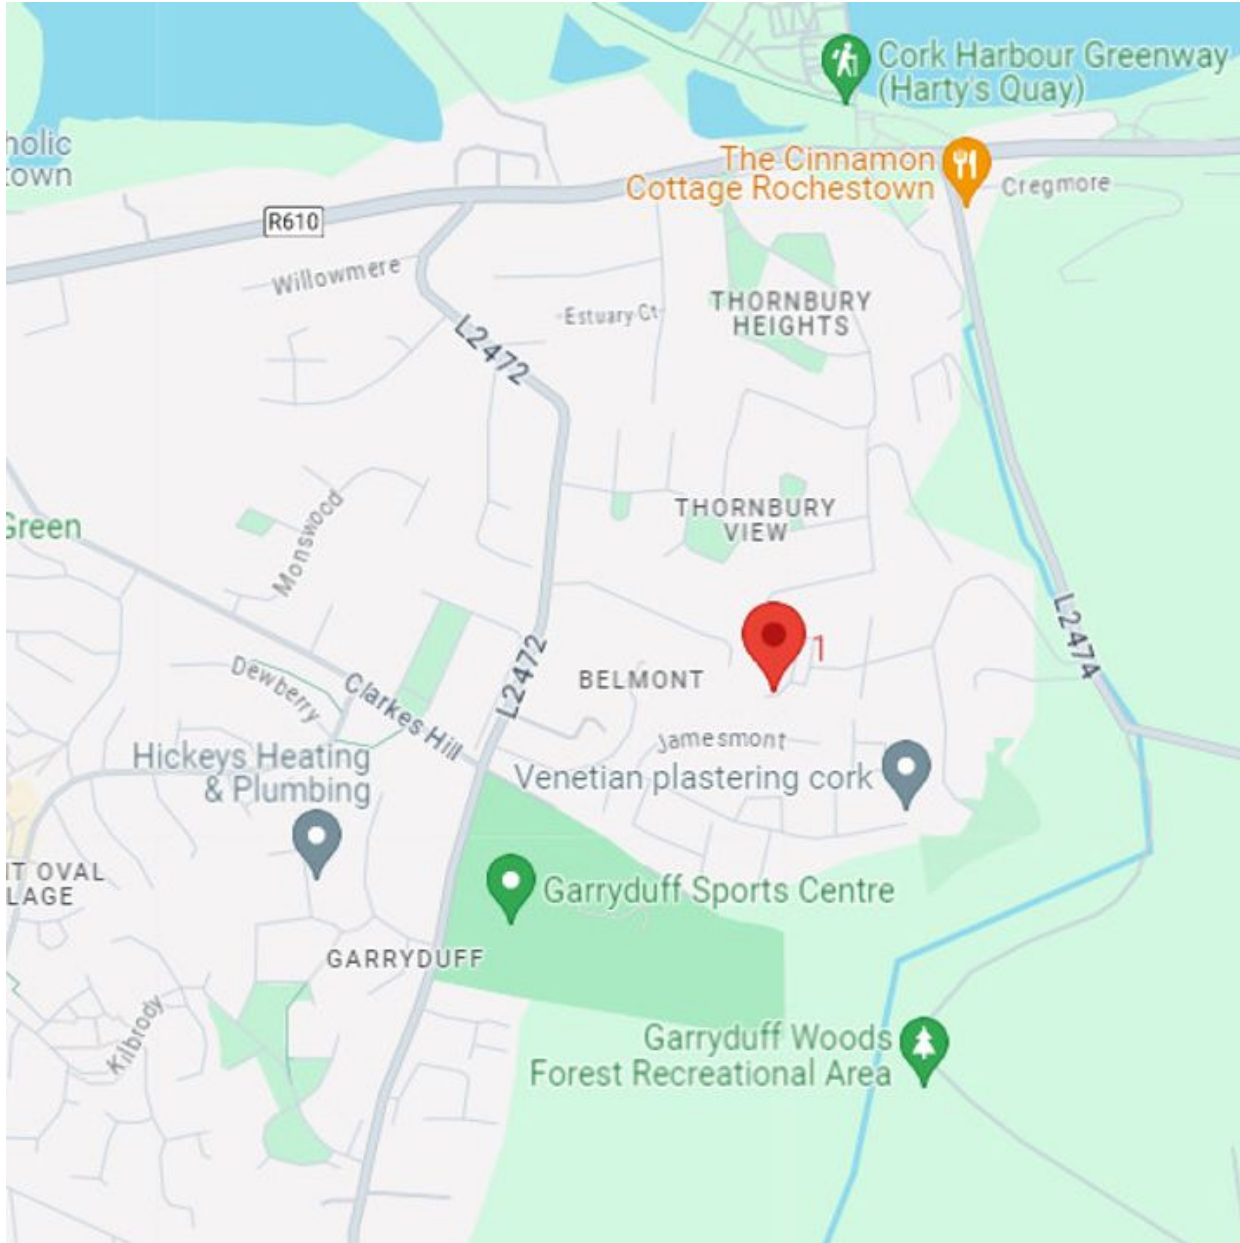 Cork Harbour Greenway
(Harty's Quay)
holic
town
The Cinnamon
Cottage Rochestown
Cregmore
R610
Willowmere
Estuary Ct
THORNBURY
HEIGHTS
L2472
THORNBURY
VIEW
Green
Monswood
L2474
L2472
1
Dewberry
BELMONT
Clarkes Hill
Jamesmont
Hickeys Heating
& Plumbing
Venetian plastering cork
IT OVAL
LAGE
Garryduff Sports Centre
GARRYDUFF
Kilbrody
Garryduff Woods
Forest Recreational Area